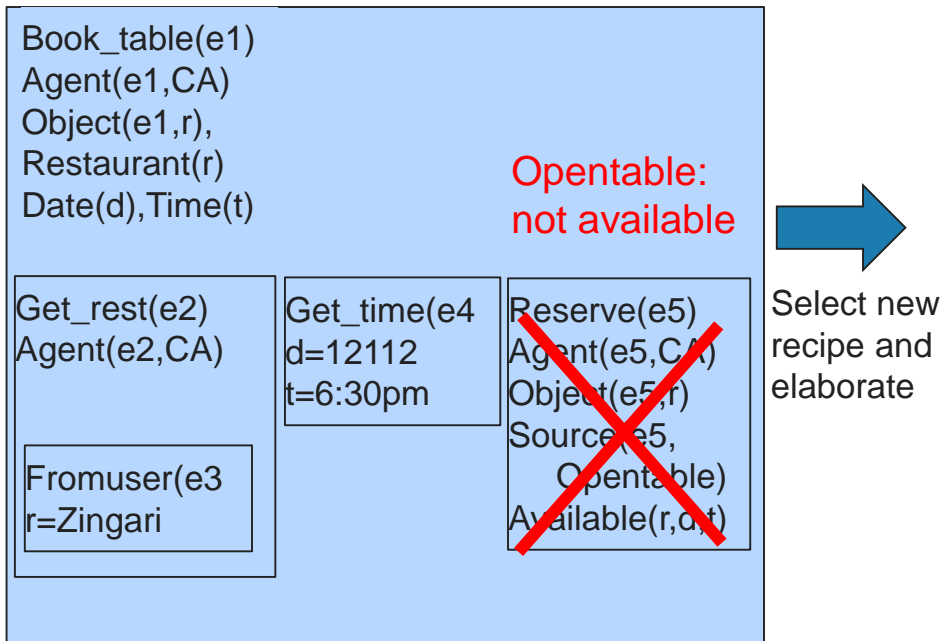 Book_table(e1)
Agent(e1,CA)
Object(e1,r),
Restaurant(r)
Date(d),Time(t)
Opentable:
not available
Get_rest(e2)
Agent(e2,CA)
Fromuser(e3
r=Zingari
Get_time(e4
d=12112
t=6:30pm
Reserve(e5)
Agent(e5,CA)
Object(e5,r)
Source(e5,
Opentable)
Available(r,d,t)
Select new
recipe and
elaborate